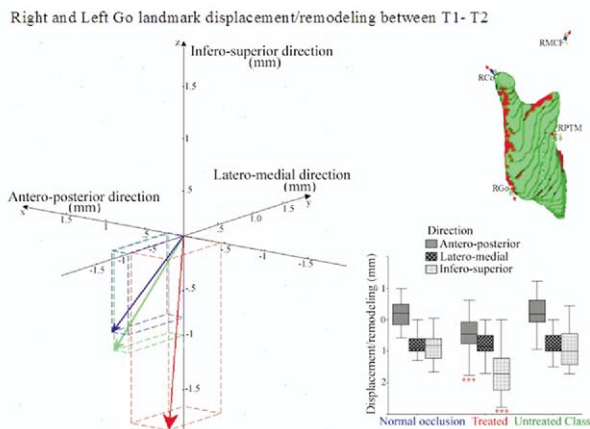 Right and Left Go landmark displacement/remodeling between T1- T2
z
Infero-superior direction
(mm)
1.5
1
.5
Latero-medial direction
(mm)
y
Antero-posterior direction
(mm)
x
1.5
1
.5
.5
1.0
1.5
-.5
-1
-1.5
-.5
-1
-.5
-1
-1.5
RMCF
RCo
RPTM
RGo
Direction
Antero-posterior
Latero-medial
Infero-superior
Displacement/remodeling (mm)
1
0
1
2
***
***
Normal occlusion Treated Untreated Class